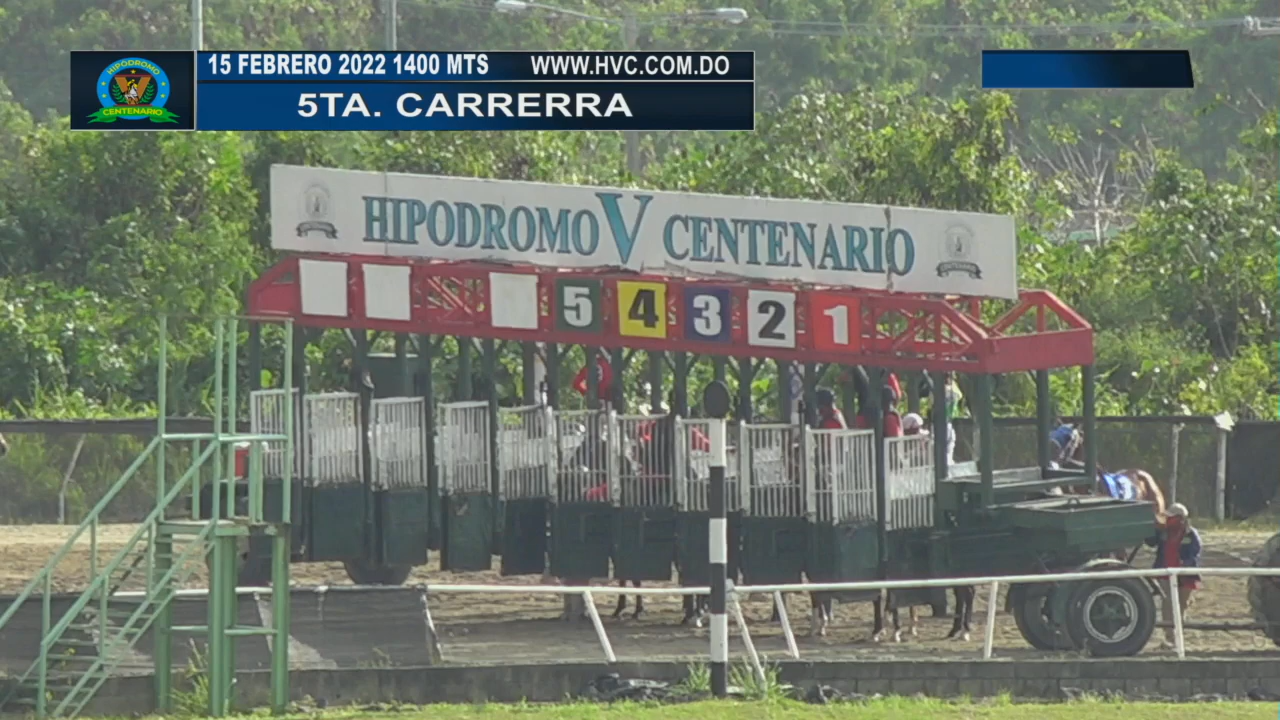 15 FEBRERO 2022 1400 MTS WWW.HVC.COM.DO
HIPODROMO
V
CENTENARIO
5TA. CARRERRA
HIPODROMO V CENTENARIO
5 4 3 2 1